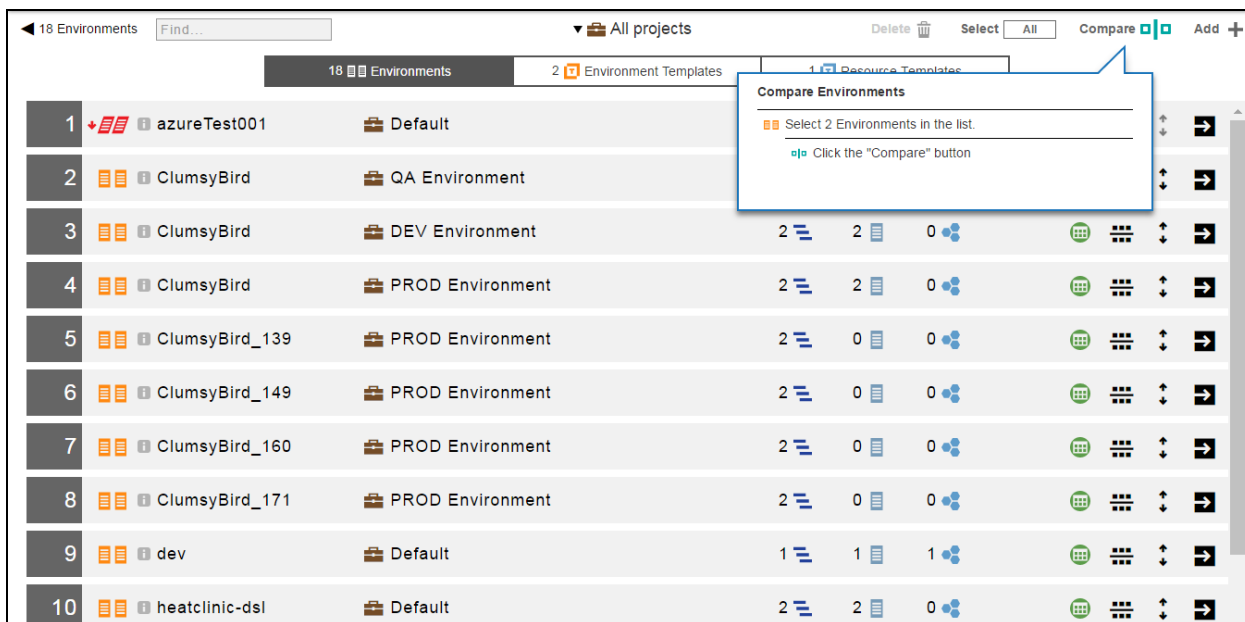 18 Environments Find... All projects Delete Select All Compare Add
18 Environments 2 Environment Templates 1 Resource Templates
Compare Environments
Select 2 Environments in the list.
Click the "Compare" button
1 azureTest001 Default
2 ClumsyBird QA Environment
3 ClumsyBird DEV Environment 2 2 0
4 ClumsyBird PROD Environment 2 2 0
5 ClumsyBird_139 PROD Environment 2 0 0
6 ClumsyBird_149 PROD Environment 2 0 0
7 ClumsyBird_160 PROD Environment 2 0 0
8 ClumsyBird_171 PROD Environment 2 0 0
9 dev Default 1 1 1
10 heatclinic-dsl Default 2 2 0